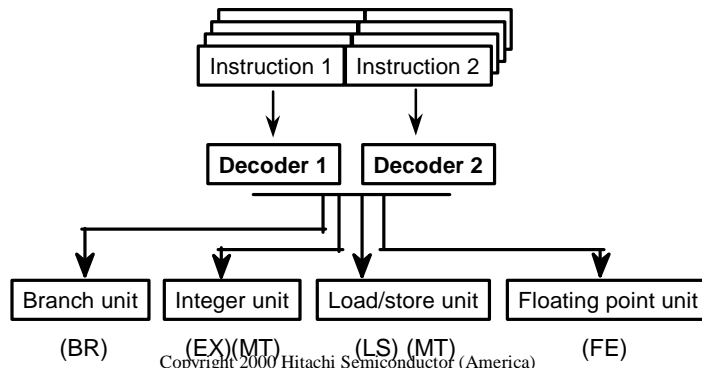 Instruction 1 Instruction 2
Decoder 1 Decoder 2
Branch unit Integer unit Load/store unit Floating point unit
(BR) (EX)(MT) (LS) (MT) (FE)
Copyright 2000 Hitachi Semiconductor (America)